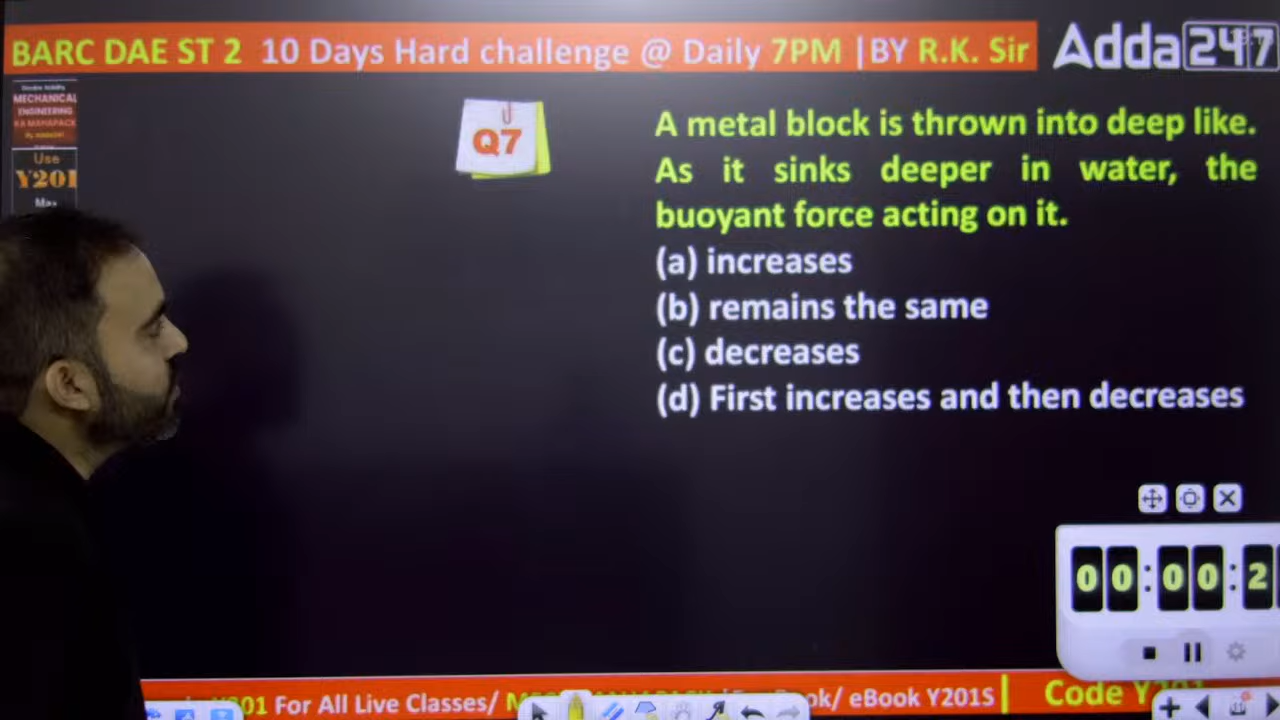 BARC DAE ST 2 10 Days Hard challenge @ Daily 7PM |BY R.K. Sir
Adda247
MECHANICAL
ENGINEERING
Use
Y201
Max
Q7
A metal block is thrown into deep like.
As it sinks deeper in water, the
buoyant force acting on it.
(a) increases
(b) remains the same
(c) decreases
(d) First increases and then decreases
00:00:2
For All Live Classes/
ok/ eBook Y201S
Code